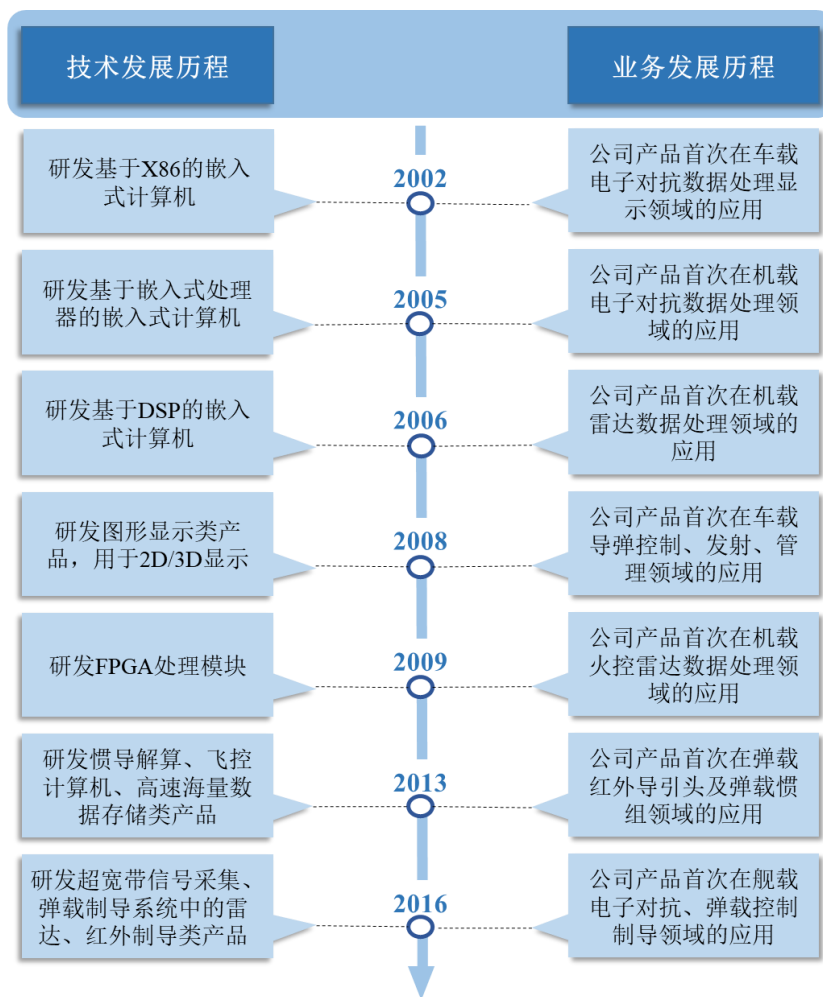 技术发展历程
业务发展历程
研发基于X86的嵌入
式计算机
2002
公司产品首次在车载
电子对抗数据处理显
示领域的应用
研发基于嵌入式处理
器的嵌入式计算机
2005
公司产品首次在机载
电子对抗数据处理领
域的应用
研发基于DSP的嵌入
式计算机
2006
公司产品首次在机载
雷达数据处理领域的
应用
研发图形显示类产
品，用于2D/3D显示
2008
公司产品首次在车载
导弹控制、发射、管
理领域的应用
研发FPGA处理模块
2009
公司产品首次在机载
火控雷达数据处理领
域的应用
研发惯导解算、飞控
计算机、高速海量数
据存储类产品
2013
公司产品首次在弹载
红外导引头及弹载惯
组领域的应用
研发超宽带信号采集、
弹载制导系统中的雷
达、红外制导类产品
2016
公司产品首次在舰载
电子对抗、弹载控制
制导领域的应用